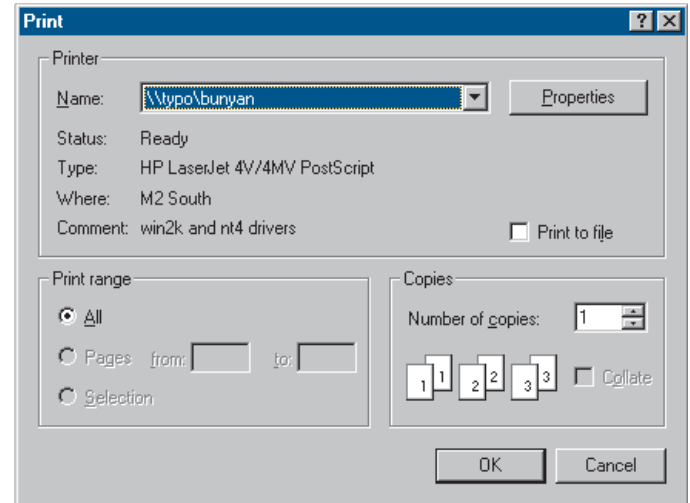 Print
Printer
Name: \\typo\bunyan Properties
Status: Ready
Type: HP LaserJet 4V/4MV PostScript
Where: M2 South
Comment: win2k and nt4 drivers Print to file
Print range
All
Pages from: to:
Selection
Copies
Number of copies: 1
1 1 2 2 3 3 Collate
OK Cancel